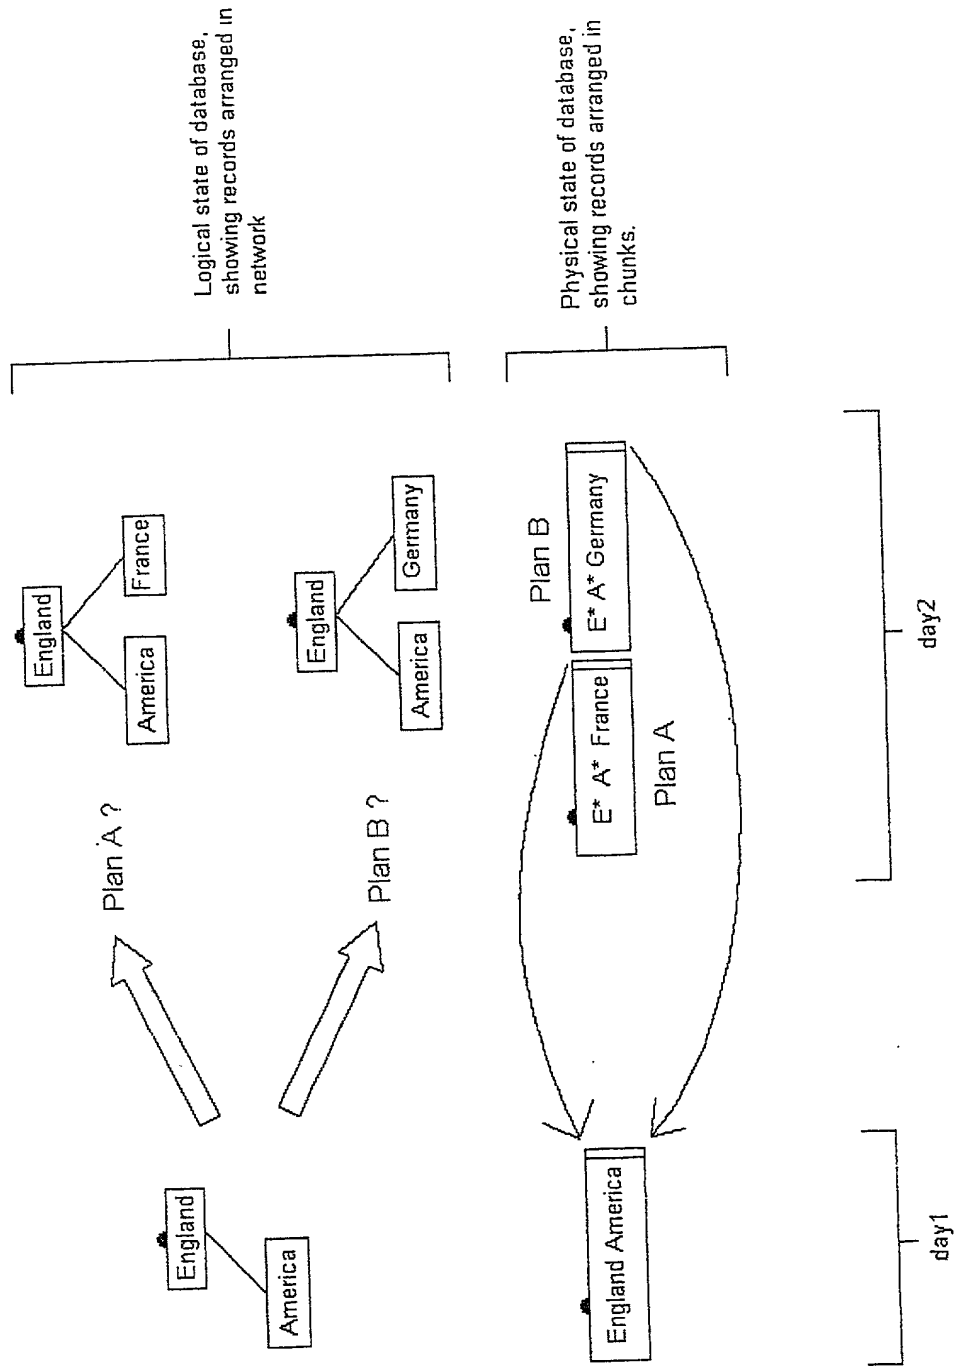 England
America
Plan A ?
Plan B ?
England
America
France
England
America
Germany
Logical state of database,
showing records arranged in
network
England America
E* A* France
Plan A
Plan B
E* A* Germany
Physical state of database,
showing records arranged in
chunks.
day1
day2